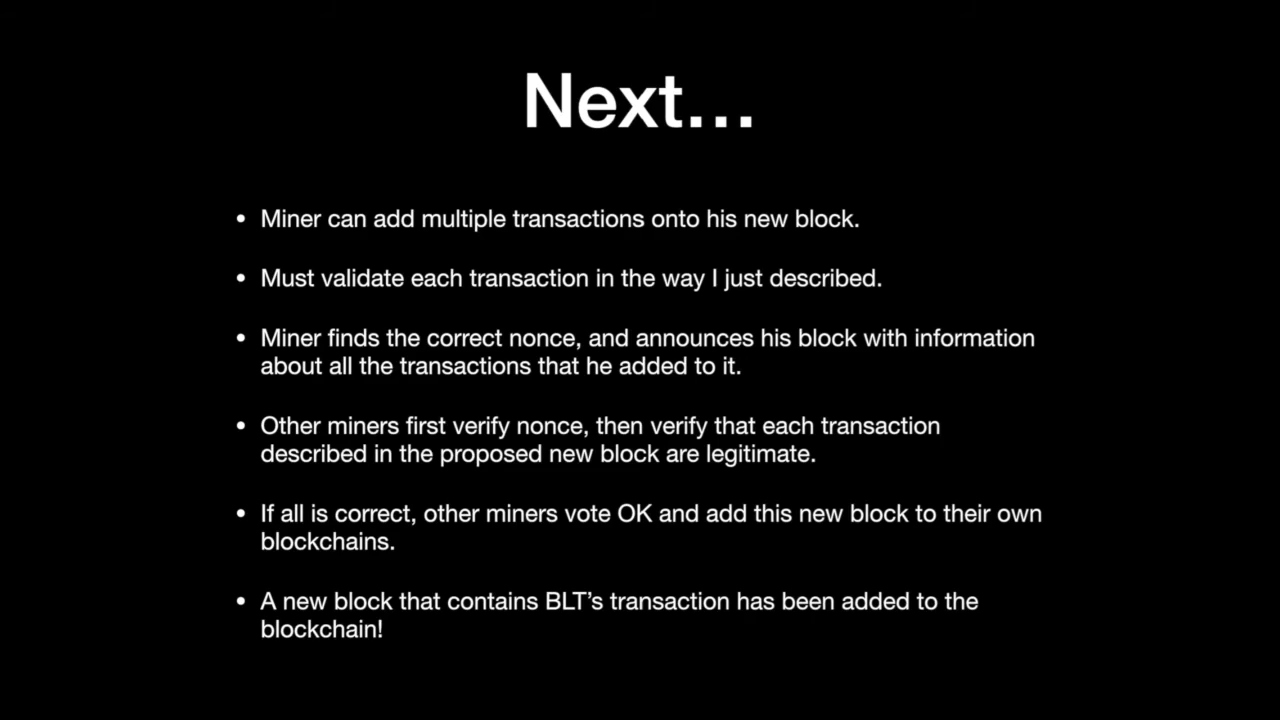 Next...
• Miner can add multiple transactions onto his new block.
• Must validate each transaction in the way I just described.
• Miner finds the correct nonce, and announces his block with information
about all the transactions that he added to it.
• Other miners first verify nonce, then verify that each transaction
described in the proposed new block are legitimate.
• If all is correct, other miners vote OK and add this new block to their own
blockchains.
• A new block that contains BLT’s transaction has been added to the
blockchain!